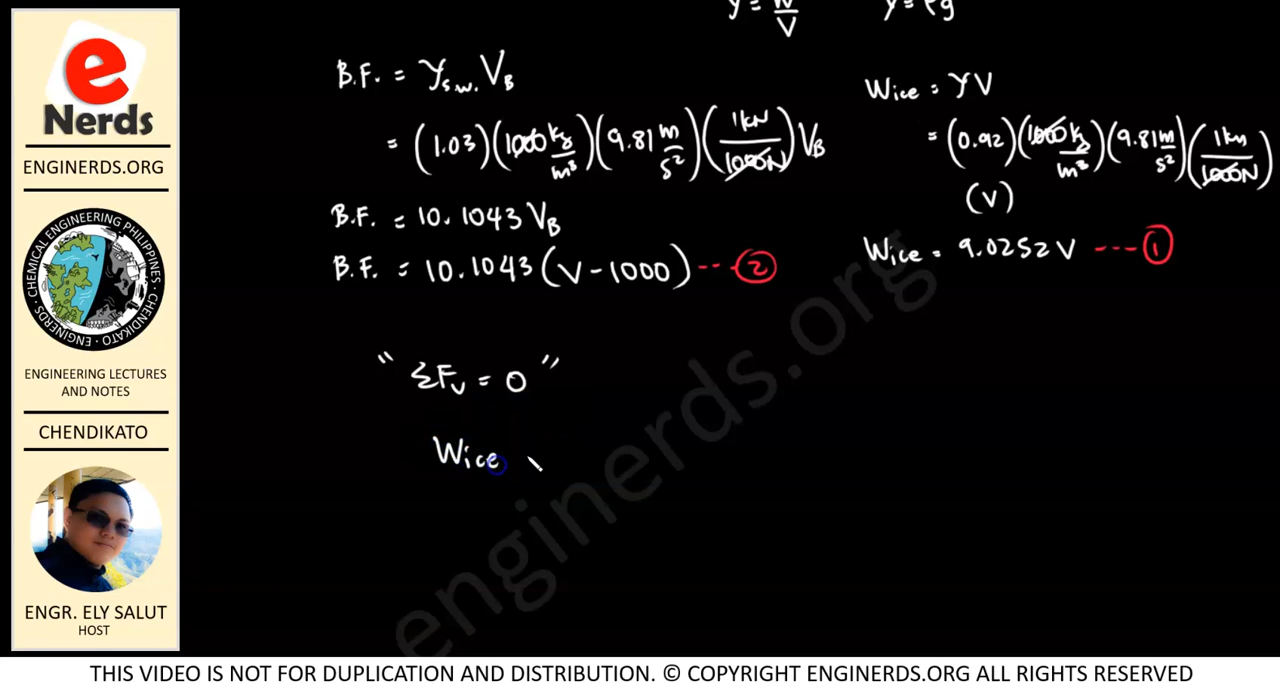 e
Nerds
ENGINERDS.ORG
CHEMICAL ENGINEERING PHILIPPINES
CHENDIKATO, ENGINERDS.ORG
ENGINEERING LECTURES
AND NOTES
CHENDIKATO
ENGR. ELY SALUT
HOST
γ = W/V
γ = ρg
B.F. = γs.w. VB
= (1.03)(1000 kg/m³)(9.81 m/s²)(1kN/1000N) VB
B.F. = 10.1043 VB
B.F. = 10.1043 (V - 1000) --- 2
Wice = γV
= (0.92)(1000 kg/m³)(9.81 m/s²)(1kN/1000N)
(V)
Wice = 9.0252V --- 1
" ΣFv = 0 "
Wice
enginerds.org
THIS VIDEO IS NOT FOR DUPLICATION AND DISTRIBUTION. © COPYRIGHT ENGINERDS.ORG ALL RIGHTS RESERVED